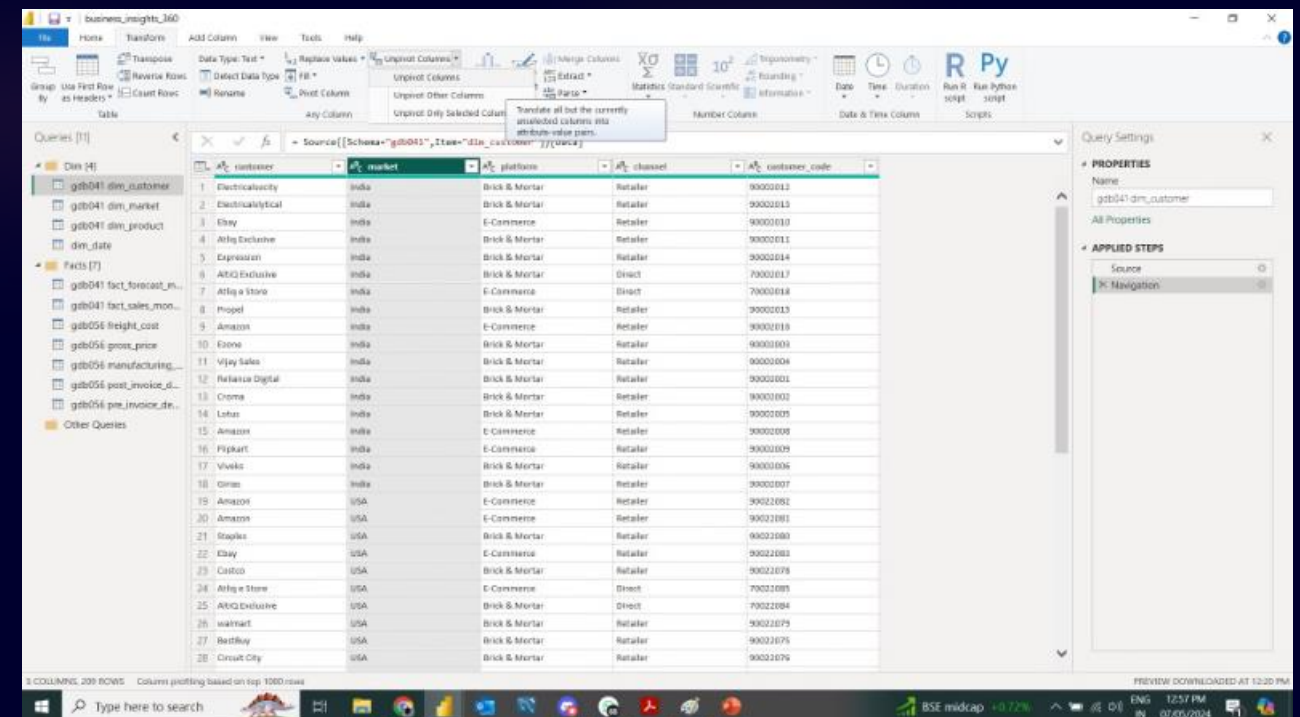 business_insights_360
File Home Transform Add Column View Tools Help
Group By
Use First Row as Headers
Transpose
Reverse Rows
Count Rows
Table
Data Type: Text
Detect Data Type
Rename
Replace Values
Fill
Pivot Column
Unpivot Columns
Unpivot Columns
Unpivot Other Columns
Unpivot Only Selected Colum
Any Column
Translate all but the currently
unselected columns into
attribute-value pairs.
Merge Columns
Extract
Parse
Statistics Standard Scientific
Trigonometry
Rounding
Information
Number Column
Date Time Duration
Date & Time Column
Run R script
Run Python script
Scripts
Queries [11]
= Source{[Schema="gdb041",Item="dim_customer"]}[Data]
Dim [4]
gdb041 dim_customer
gdb041 dim_market
gdb041 dim_product
dim_date
Facts [7]
gdb041 fact_forecast_m...
gdb041 fact_sales_mon...
gdb056 freight_cost
gdb056 gross_price
gdb056 manufacturing_...
gdb056 post_invoice_d...
gdb056 pre_invoice_de...
Other Queries
customer market platform channel customer_code
1 Electricalsocity India Brick & Mortar Retailer 90002012
2 Electricalslytical India Brick & Mortar Retailer 90002013
3 Ebay India E-Commerce Retailer 90002010
4 Atliq Exclusive India Brick & Mortar Retailer 90002011
5 Expression India Brick & Mortar Retailer 90002014
6 AltiQ Exclusive India Brick & Mortar Direct 70002017
7 Atliq e Store India E-Commerce Direct 70002018
8 Propel India Brick & Mortar Retailer 90002015
9 Amazon India E-Commerce Retailer 90002016
10 Ezone India Brick & Mortar Retailer 90002003
11 Vijay Sales India Brick & Mortar Retailer 90002004
12 Reliance Digital India Brick & Mortar Retailer 90002001
13 Croma India Brick & Mortar Retailer 90002002
14 Lotus India Brick & Mortar Retailer 90002005
15 Amazon India E-Commerce Retailer 90002008
16 Flipkart India E-Commerce Retailer 90002009
17 Viveks India Brick & Mortar Retailer 90002006
18 Girias India Brick & Mortar Retailer 90002007
19 Amazon USA E-Commerce Retailer 90022082
20 Amazon USA E-Commerce Retailer 90022081
21 Staples USA Brick & Mortar Retailer 90022080
22 Ebay USA E-Commerce Retailer 90022083
23 Costco USA Brick & Mortar Retailer 90022078
24 Atliq e Store USA E-Commerce Direct 70022085
25 AltiQ Exclusive USA Brick & Mortar Direct 70022084
26 walmart USA Brick & Mortar Retailer 90022079
27 BestBuy USA Brick & Mortar Retailer 90022075
28 Circuit City USA Brick & Mortar Retailer 90022076
Query Settings
PROPERTIES
Name
gdb041 dim_customer
All Properties
APPLIED STEPS
Source
Navigation
5 COLUMNS, 209 ROWS Column profiling based on top 1000 rows
PREVIEW DOWNLOADED AT 12:20 PM
Type here to search
BSE midcap +0.72%
ENG
IN
12:57 PM
07/05/2024